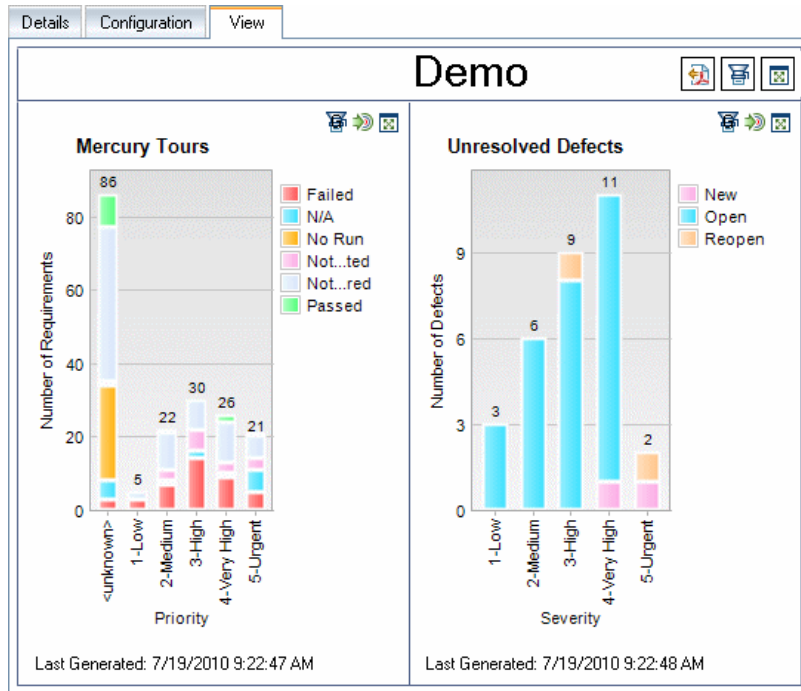 Details Configuration View
Demo
Mercury Tours
86
80
60
40
20
0
5
22
30
26
21
Number of Requirements
<unknown>
1-Low
2-Medium
3-High
4-Very High
5-Urgent
Priority
Failed
N/A
No Run
Not...ted
Not...red
Passed
Last Generated: 7/19/2010 9:22:47 AM
Unresolved Defects
11
9
6
3
0
3
6
9
2
Number of Defects
1-Low
2-Medium
3-High
4-Very High
5-Urgent
Severity
New
Open
Reopen
Last Generated: 7/19/2010 9:22:48 AM